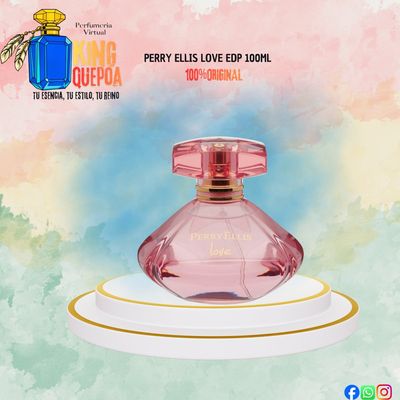 Perfumeria
Virtual
KING
QUEPOA
TU ESENCIA, TU ESTILO, TU REINO
PERRY ELLIS LOVE EDP 100ML
100%ORIGINAL
PERRY ELLIS
love